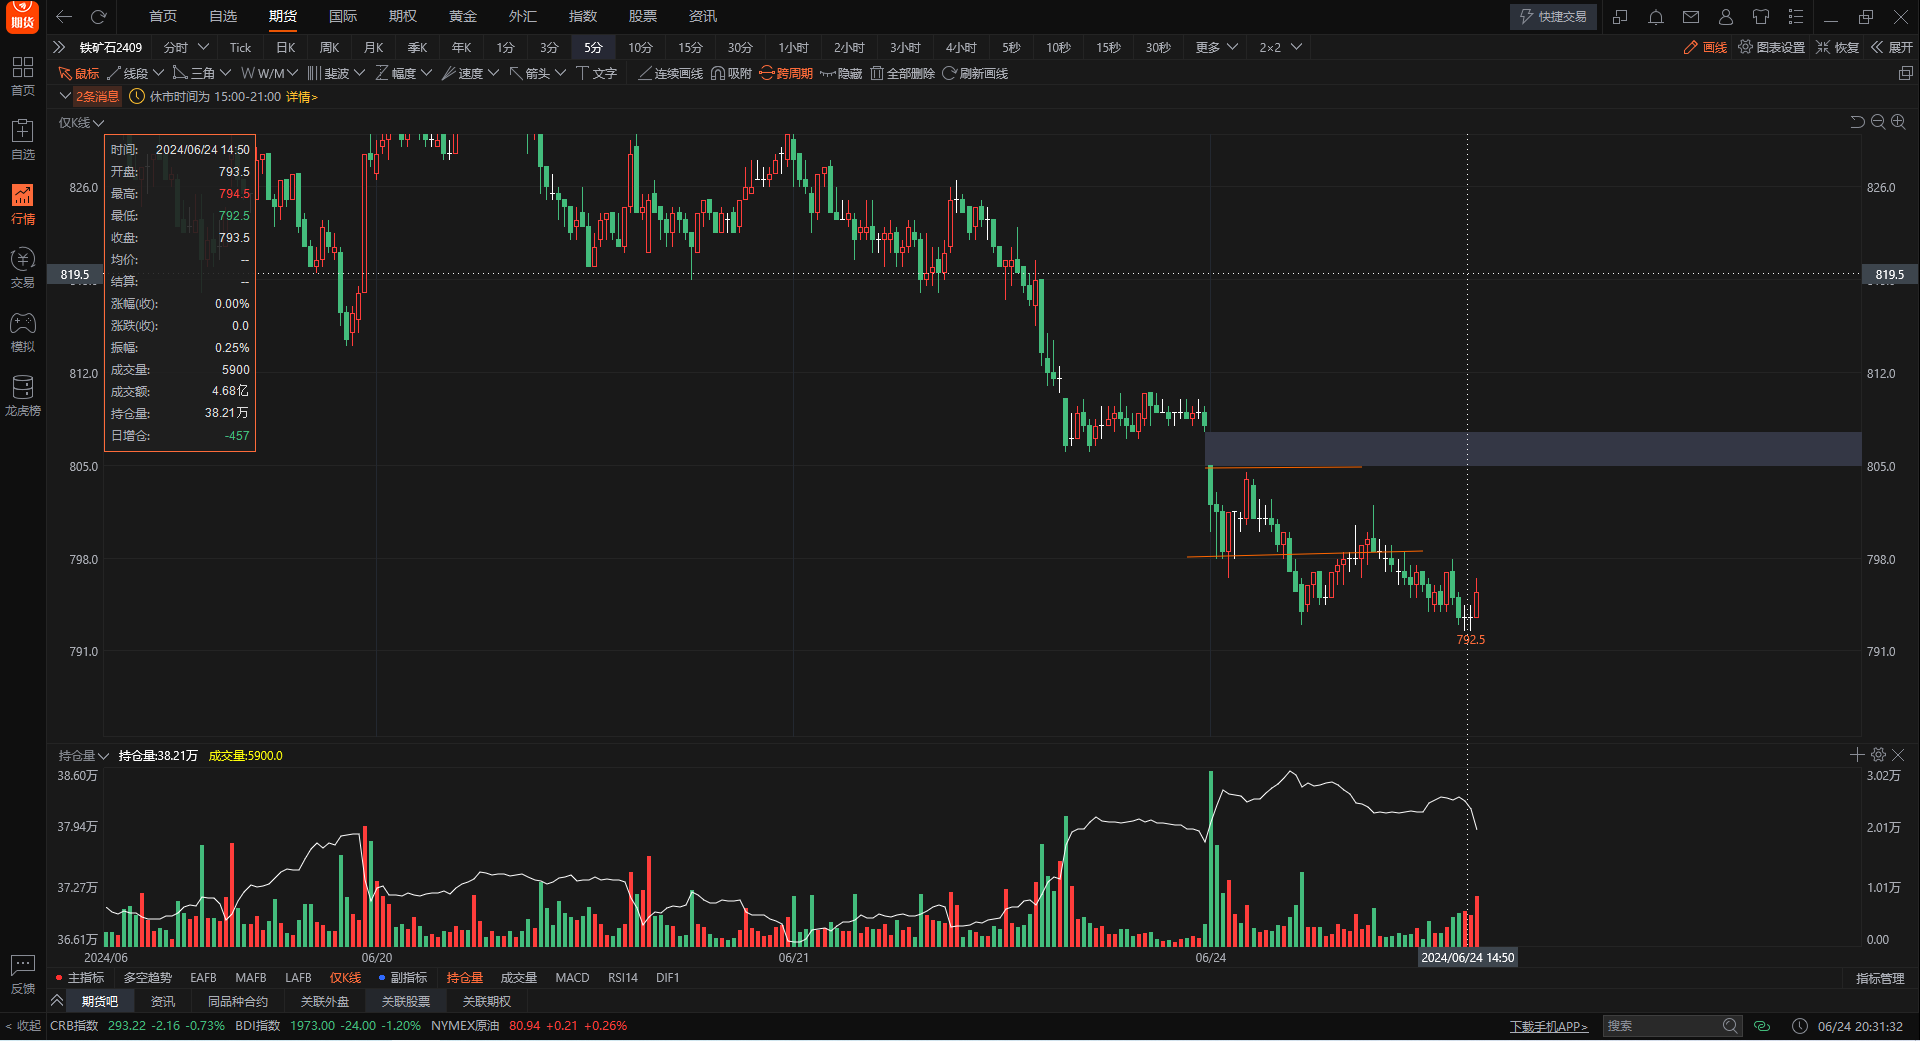 期货
首页 自选 期货 国际 期权 黄金 外汇 指数 股票 资讯 快捷交易
铁矿石2409 分时 Tick 日K 周K 月K 季K 年K 1分 3分 5分 10分 15分 30分 1小时 2小时 3小时 4小时 5秒 10秒 15秒 30秒 更多 2×2 画线 图表设置 恢复 展开
鼠标 线段 三角 W/M 斐波 幅度 速度 箭头 文字 连续画线 吸附 跨周期 隐藏 全部删除 刷新画线
2条消息 休市时间为 15:00-21:00 详情>
首页
自选
行情
交易
模拟
龙虎榜
反馈
仅K线
时间: 2024/06/24 14:50
开盘: 793.5
最高: 794.5
最低: 792.5
收盘: 793.5
均价: --
结算: --
涨幅(收): 0.00%
涨跌(收): 0.0
振幅: 0.25%
成交量: 5900
成交额: 4.68亿
持仓量: 38.21万
日增仓: -457
826.0 826.0
819.5 819.5
812.0 812.0
805.0 805.0
798.0 798.0
792.5
791.0 791.0
持仓量 持仓量:38.21万 成交量:5900.0
38.60万 3.02万
37.94万 2.01万
37.27万 1.01万
36.61万 0.00
2024/06 06/20 06/21 06/24 2024/06/24 14:50
主指标 多空趋势 EAFB MAFB LAFB 仅K线 副指标 持仓量 成交量 MACD RSI14 DIF1 指标管理
期货吧 资讯 同品种合约 关联外盘 关联股票 关联期权
< 收起 CRB指数 293.22 -2.16 -0.73% BDI指数 1973.00 -24.00 -1.20% NYMEX原油 80.94 +0.21 +0.26% 下载手机APP> 搜索 06/24 20:31:32